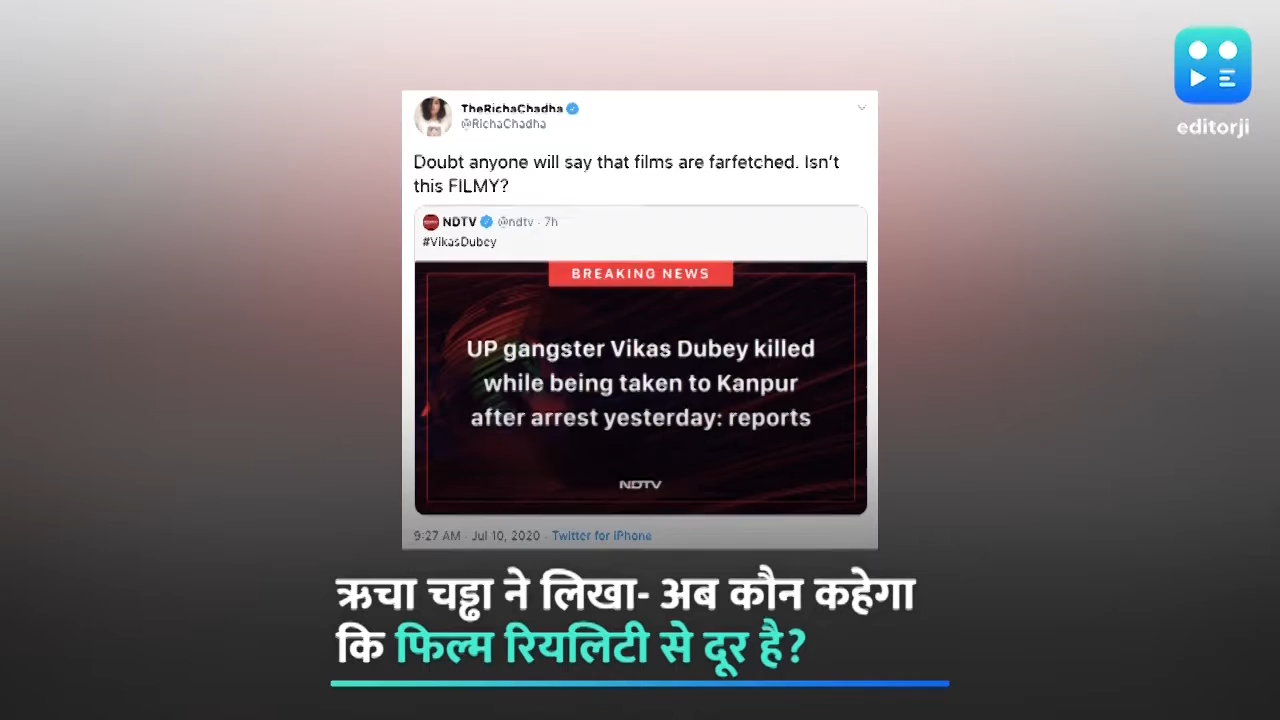 editorji
TheRichaChadha
@RichaChadha
Doubt anyone will say that films are farfetched. Isn't
this FILMY?
NDTV @ndtv · 7h
#VikasDubey
BREAKING NEWS
UP gangster Vikas Dubey killed
while being taken to Kanpur
after arrest yesterday: reports
NDTV
9:27 AM · Jul 10, 2020 · Twitter for iPhone
ऋचा चड्ढा ने लिखा- अब कौन कहेगा
कि फिल्म रियलिटी से दूर है?